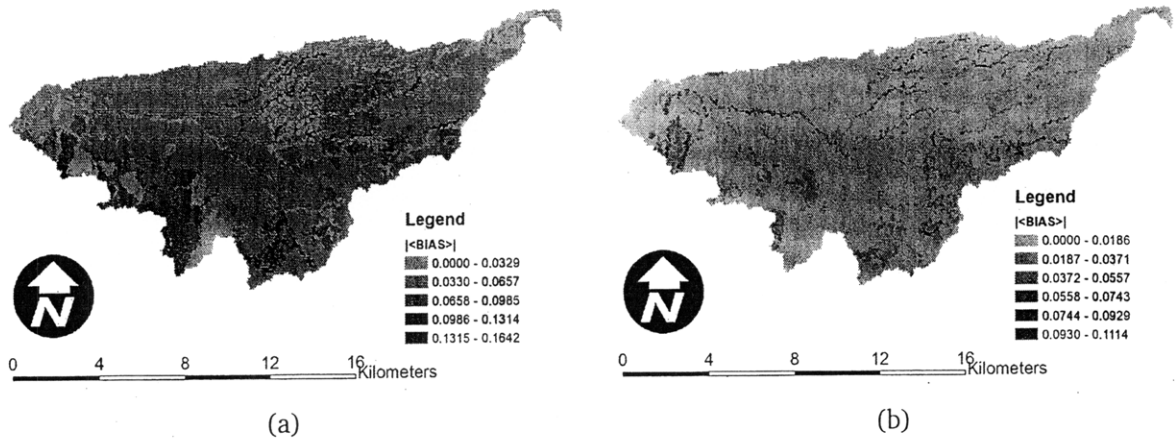 Legend
|<BIAS>|
0.0000 - 0.0329
0.0330 - 0.0657
0.0658 - 0.0985
0.0986 - 0.1314
0.1315 - 0.1642
N
0 4 8 12 16
Kilometers
(a)
Legend
|<BIAS>|
0.0000 - 0.0186
0.0187 - 0.0371
0.0372 - 0.0557
0.0558 - 0.0743
0.0744 - 0.0929
0.0930 - 0.1114
N
0 4 8 12 16
Kilometers
(b)